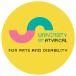 UNIVERSITY
OF ATYPICAL
FOR ARTS AND DISABILITY